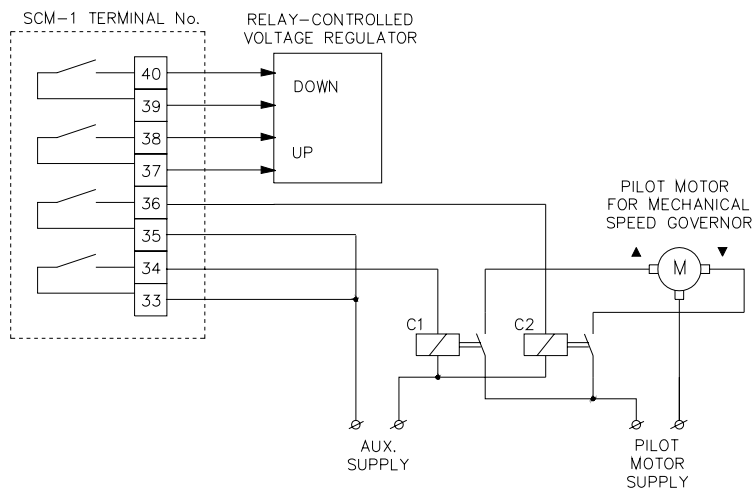 SCM-1 TERMINAL No.
RELAY-CONTROLLED
VOLTAGE REGULATOR
40
39
38
37
36
35
34
33
DOWN
UP
PILOT MOTOR
FOR MECHANICAL
SPEED GOVERNOR
▲
▼
M
C1
C2
AUX.
SUPPLY
PILOT
MOTOR
SUPPLY